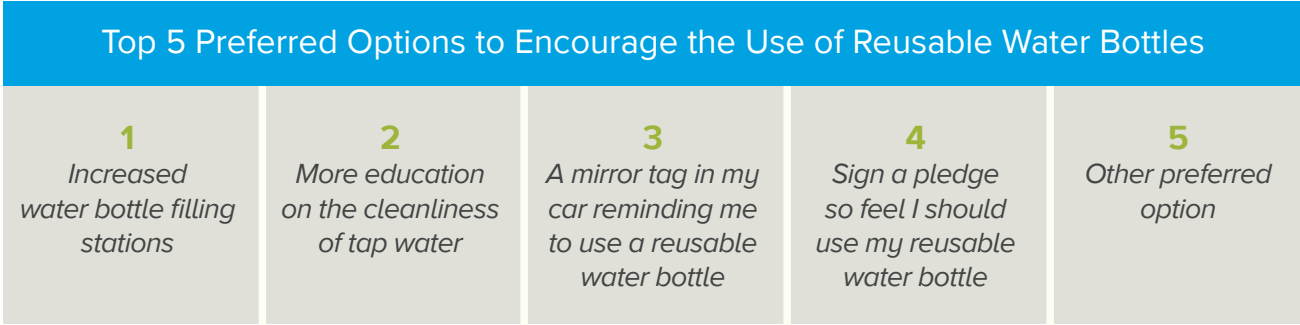 Top 5 Preferred Options to Encourage the Use of Reusable Water Bottles
1
Increased
water bottle filling
stations
2
More education
on the cleanliness
of tap water
3
A mirror tag in my
car reminding me
to use a reusable
water bottle
4
Sign a pledge
so feel I should
use my reusable
water bottle
5
Other preferred
option